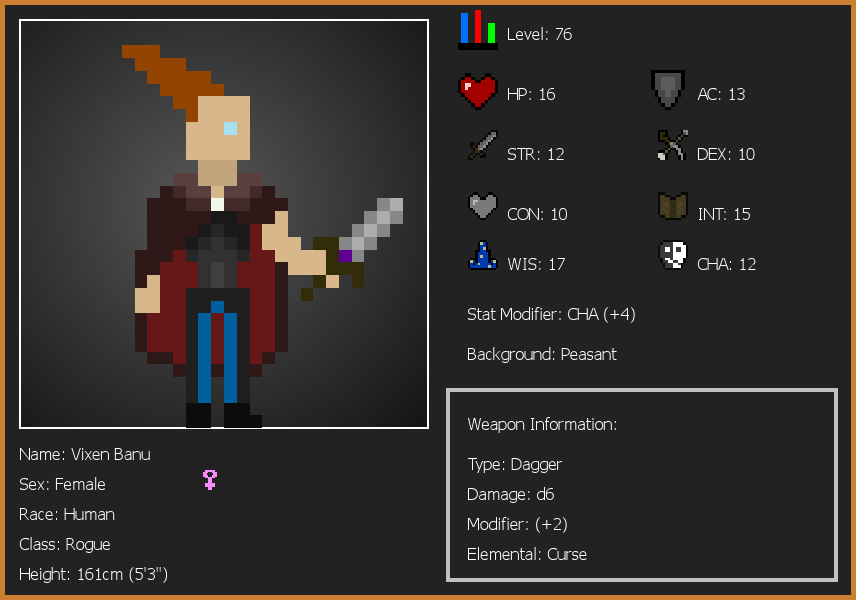 Level: 76
HP: 16
AC: 13
STR: 12
DEX: 10
CON: 10
INT: 15
WIS: 17
CHA: 12
Stat Modifier: CHA (+4)
Background: Peasant
Weapon Information:
Type: Dagger
Damage: d6
Modifier: (+2)
Elemental: Curse
Name: Vixen Banu
Sex: Female
Race: Human
Class: Rogue
Height: 161cm (5'3")